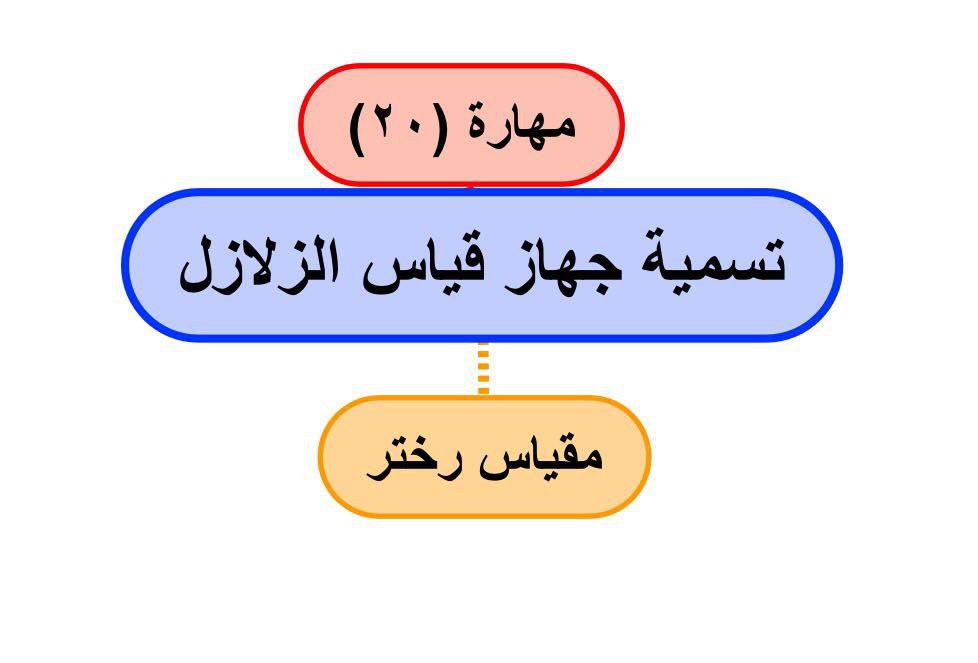 مهارة (٢٠)
تسمية جهاز قياس الزلازل
مقياس رختر